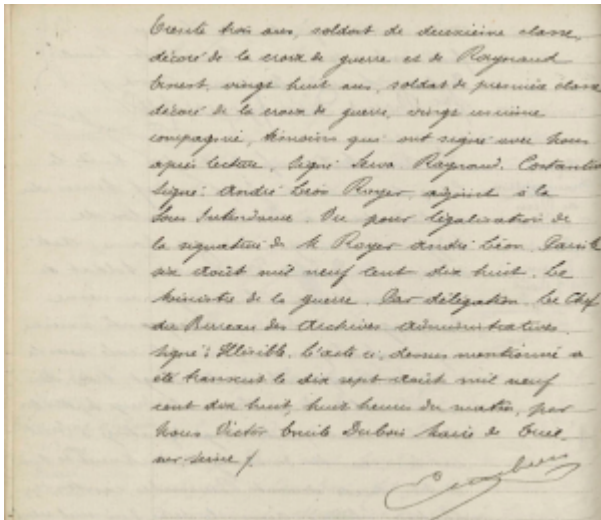 trente trois ans, soldat de deuxième classe,
décoré de la croix de guerre et de Raynaud
Ernest, vingt huit ans, soldat de première classe
décoré de la croix de guerre, vingt unième
compagnie, témoins qui ont signé avec nous
après lecture. Signé Serva. Raynaud. Costantin
Signé: André Léon Royer, adjoint à la
Sous Intendance. Vu pour légalisation de
la signature de M. Royer André Léon. Paris le
six Août mil neuf cent dix huit. Le
Ministre de la guerre. Par délégation. Le Chef
du Bureau des Archives Administratives.
Signé: Illisible. L'acte ci dessus mentionné a
été transcrit le dix sept Août mil neuf
cent dix huit, huit heures du matin, par
Nous Victor Emile Dubois Maire de Triel
sur Seine /.